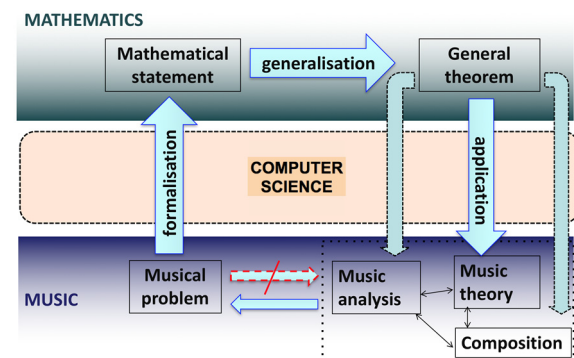 MATHEMATICS
Mathematical
statement
generalisation
General
theorem
formalisation
COMPUTER
SCIENCE
application
MUSIC
Musical
problem
Music
analysis
Music
theory
Composition